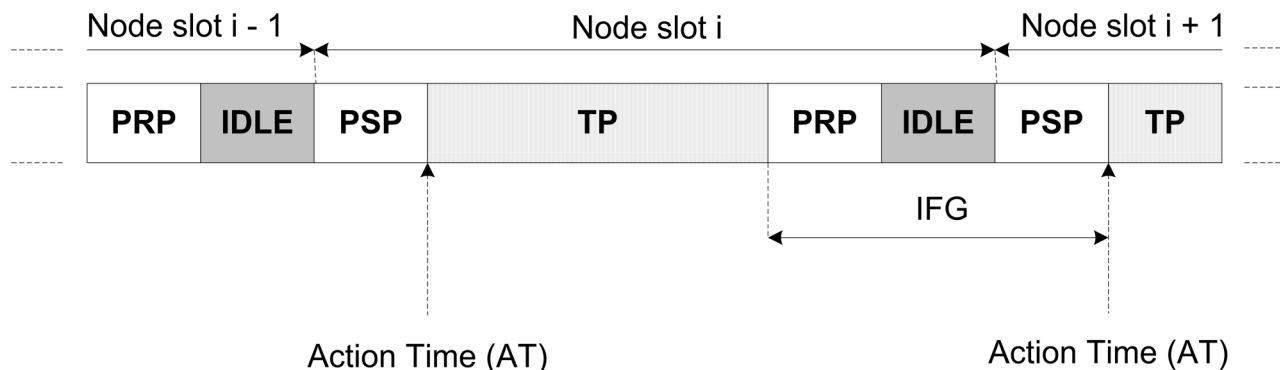 Node slot i - 1
Node slot i
Node slot i + 1
PRP IDLE PSP TP PRP IDLE PSP TP
IFG
Action Time (AT)
Action Time (AT)